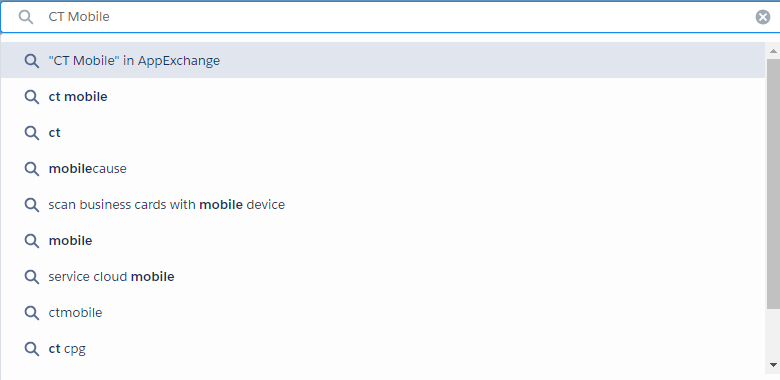 CT Mobile
"CT Mobile" in AppExchange
ct mobile
ct
mobilecause
scan business cards with mobile device
mobile
service cloud mobile
ctmobile
ct cpg